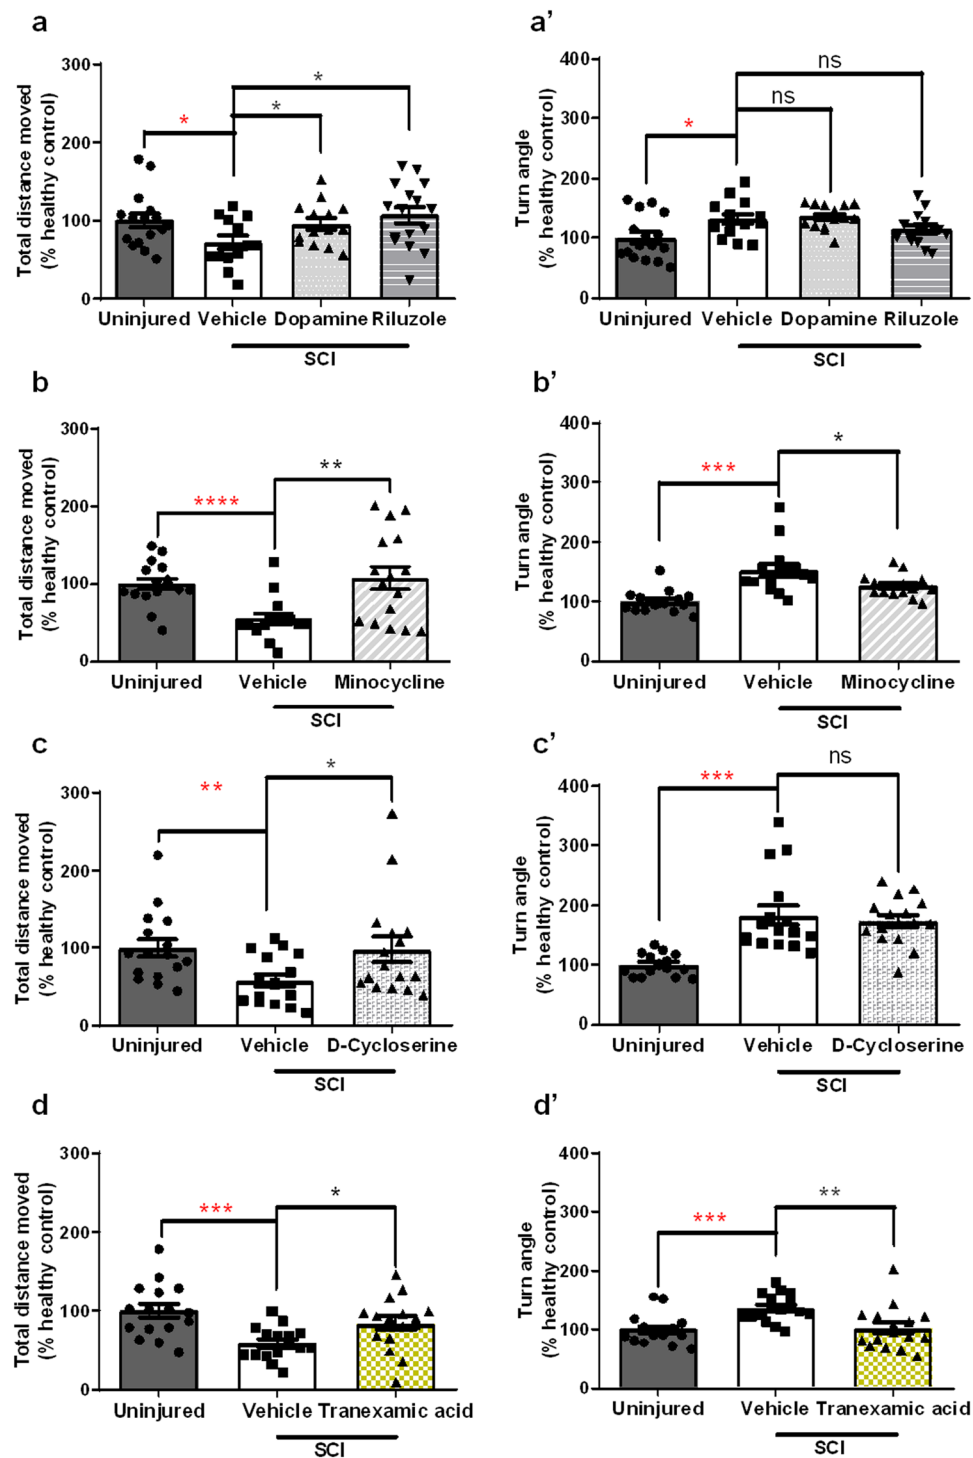 a
Total distance moved
(% healthy control)
300
200
100
0
*
*
*
Uninjured Vehicle Dopamine Riluzole
SCI
a’
Turn angle
(% healthy control)
400
300
200
100
0
*
ns
ns
Uninjured Vehicle Dopamine Riluzole
SCI
b
Total distance moved
(% healthy control)
300
200
100
0
****
**
Uninjured Vehicle Minocycline
SCI
b’
Turn angle
(% healthy control)
400
300
200
100
0
***
*
Uninjured Vehicle Minocycline
SCI
c
Total distance moved
(% healthy control)
300
200
100
0
**
*
Uninjured Vehicle D-Cycloserine
SCI
c’
Turn angle
(% healthy control)
400
300
200
100
0
***
ns
Uninjured Vehicle D-Cycloserine
SCI
d
Total distance moved
(% healthy control)
300
200
100
0
***
*
Uninjured Vehicle Tranexamic acid
SCI
d’
Turn angle
(% healthy control)
400
300
200
100
0
***
**
Uninjured Vehicle Tranexamic acid
SCI